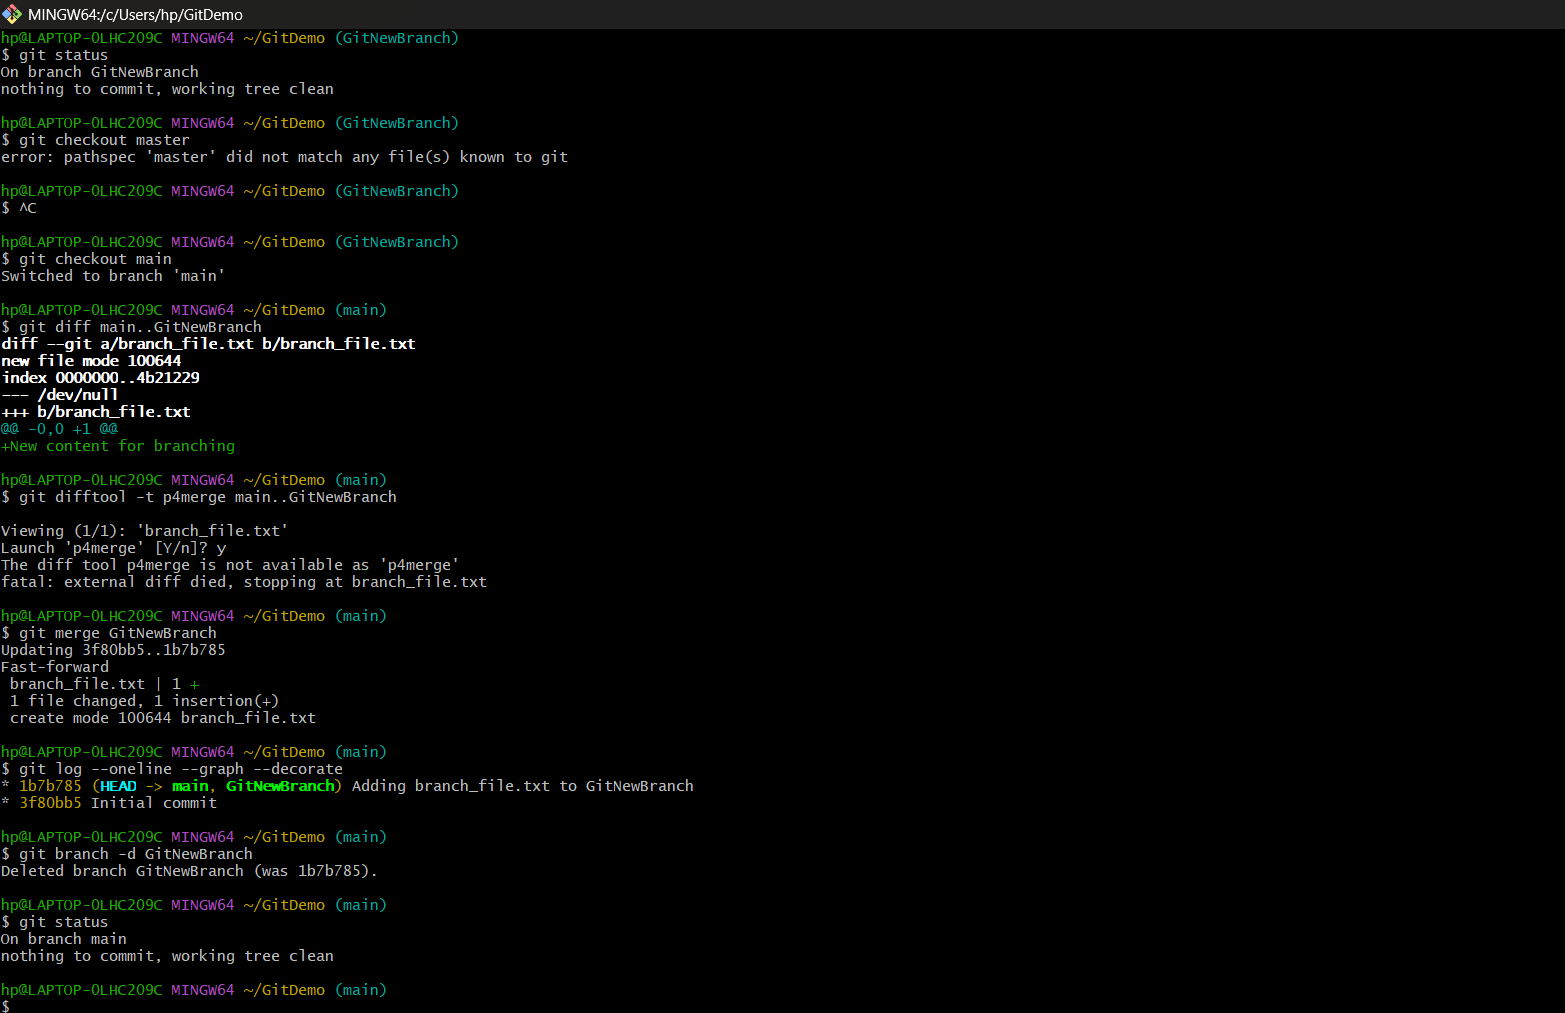 MINGW64:/c/Users/hp/GitDemo
hp@LAPTOP-0LHC209C MINGW64 ~/GitDemo (GitNewBranch)
$ git status
On branch GitNewBranch
nothing to commit, working tree clean
hp@LAPTOP-0LHC209C MINGW64 ~/GitDemo (GitNewBranch)
$ git checkout master
error: pathspec 'master' did not match any file(s) known to git
hp@LAPTOP-0LHC209C MINGW64 ~/GitDemo (GitNewBranch)
$ ^C
hp@LAPTOP-0LHC209C MINGW64 ~/GitDemo (GitNewBranch)
$ git checkout main
Switched to branch 'main'
hp@LAPTOP-0LHC209C MINGW64 ~/GitDemo (main)
$ git diff main..GitNewBranch
diff --git a/branch_file.txt b/branch_file.txt
new file mode 100644
index 0000000..4b21229
--- /dev/null
+++ b/branch_file.txt
@@ -0,0 +1 @@
+New content for branching
hp@LAPTOP-0LHC209C MINGW64 ~/GitDemo (main)
$ git difftool -t p4merge main..GitNewBranch
Viewing (1/1): 'branch_file.txt'
Launch 'p4merge' [Y/n]? y
The diff tool p4merge is not available as 'p4merge'
fatal: external diff died, stopping at branch_file.txt
hp@LAPTOP-0LHC209C MINGW64 ~/GitDemo (main)
$ git merge GitNewBranch
Updating 3f80bb5..1b7b785
Fast-forward
branch_file.txt | 1 +
1 file changed, 1 insertion(+)
create mode 100644 branch_file.txt
hp@LAPTOP-0LHC209C MINGW64 ~/GitDemo (main)
$ git log --oneline --graph --decorate
* 1b7b785 (HEAD -> main, GitNewBranch) Adding branch_file.txt to GitNewBranch
* 3f80bb5 Initial commit
hp@LAPTOP-0LHC209C MINGW64 ~/GitDemo (main)
$ git branch -d GitNewBranch
Deleted branch GitNewBranch (was 1b7b785).
hp@LAPTOP-0LHC209C MINGW64 ~/GitDemo (main)
$ git status
On branch main
nothing to commit, working tree clean
hp@LAPTOP-0LHC209C MINGW64 ~/GitDemo (main)
$